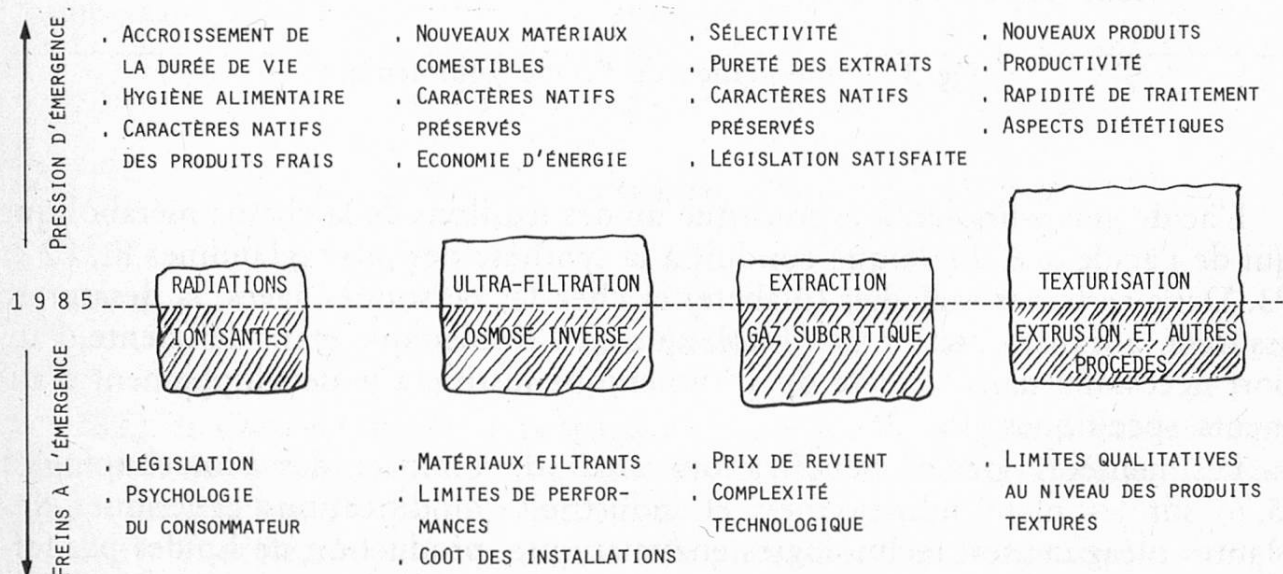 PRESSION D'ÉMERGENCE
. ACCROISSEMENT DE
LA DURÉE DE VIE
. HYGIÈNE ALIMENTAIRE
. CARACTÈRES NATIFS
DES PRODUITS FRAIS
. NOUVEAUX MATÉRIAUX
COMESTIBLES
. CARACTÈRES NATIFS
PRÉSERVÉS
. ECONOMIE D'ÉNERGIE
. SÉLECTIVITÉ
. PURETÉ DES EXTRAITS
. CARACTÈRES NATIFS
PRÉSERVÉS
. LÉGISLATION SATISFAITE
. NOUVEAUX PRODUITS
. PRODUCTIVITÉ
. RAPIDITÉ DE TRAITEMENT
. ASPECTS DIÉTÉTIQUES
1985
RADIATIONS
IONISANTES
ULTRA-FILTRATION
OSMOSE INVERSE
EXTRACTION
GAZ SUBCRITIQUE
TEXTURISATION
EXTRUSION ET AUTRES
PROCÉDÉS
FREINS À L'ÉMERGENCE
. LÉGISLATION
. PSYCHOLOGIE
DU CONSOMMATEUR
. MATÉRIAUX FILTRANTS
. LIMITES DE PERFOR-
MANCES
. COÛT DES INSTALLATIONS
. PRIX DE REVIENT
. COMPLEXITÉ
TECHNOLOGIQUE
. LIMITES QUALITATIVES
AU NIVEAU DES PRODUITS
TEXTURÉS